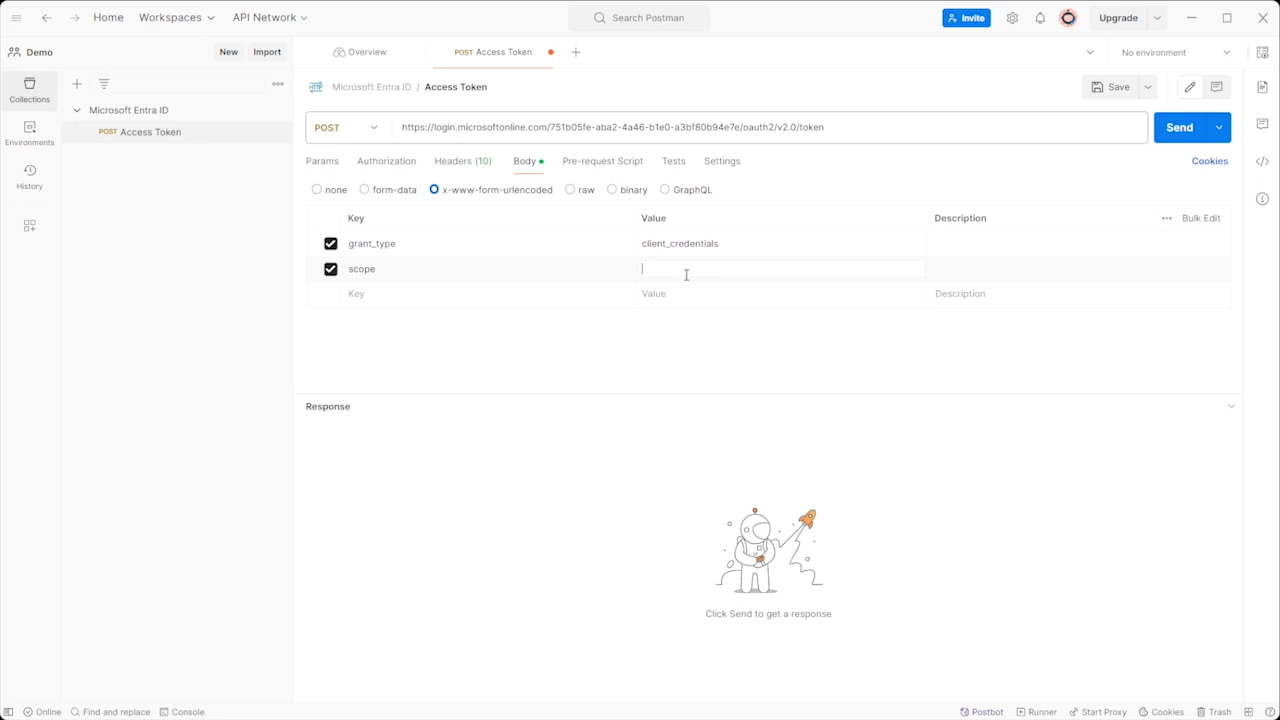 Home Workspaces API Network Search Postman Invite Upgrade
Demo New Import Overview POST Access Token No environment
Collections
Microsoft Entra ID
POST Access Token
Environments
History
HTTP Microsoft Entra ID / Access Token Save
POST https://login.microsoftonline.com/751b05fe-aba2-4a46-b1e0-a3bf80b94e7e/oauth2/v2.0/token Send
Params Authorization Headers (10) Body Pre-request Script Tests Settings Cookies
none form-data x-www-form-urlencoded raw binary GraphQL
Key Value Description Bulk Edit
grant_type client_credentials
scope
Key Value Description
Response
Click Send to get a response
Online Find and replace Console Postbot Runner Start Proxy Cookies Trash